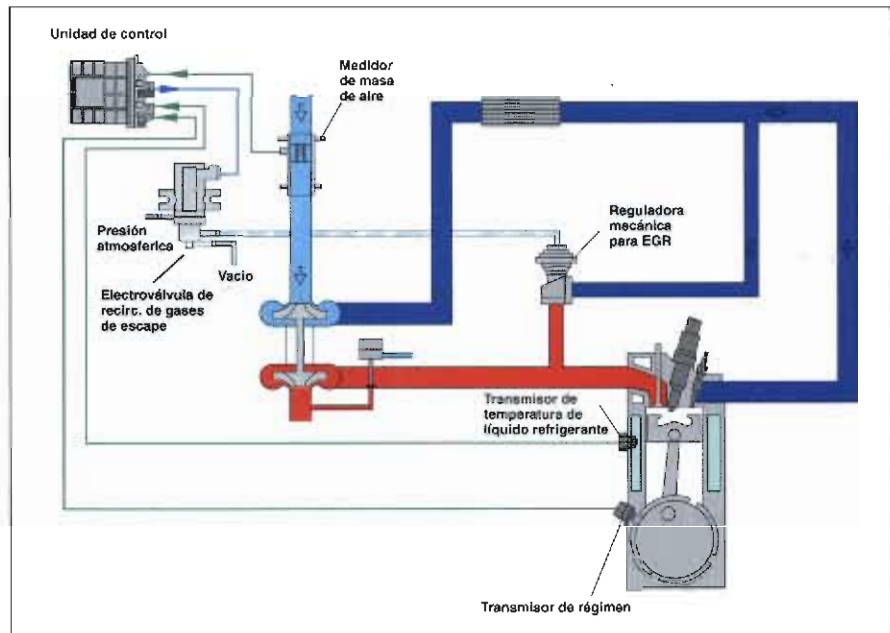 Unidad de control
Medidor
de masa
de aire
Presión
atmosferica
Vacio
Electroválvula de
recirc. de gases
de escape
Reguladora
mecánica
para EGR
Transmisor de
temperatura de
líquido refrigerante
Transmisor de régimen